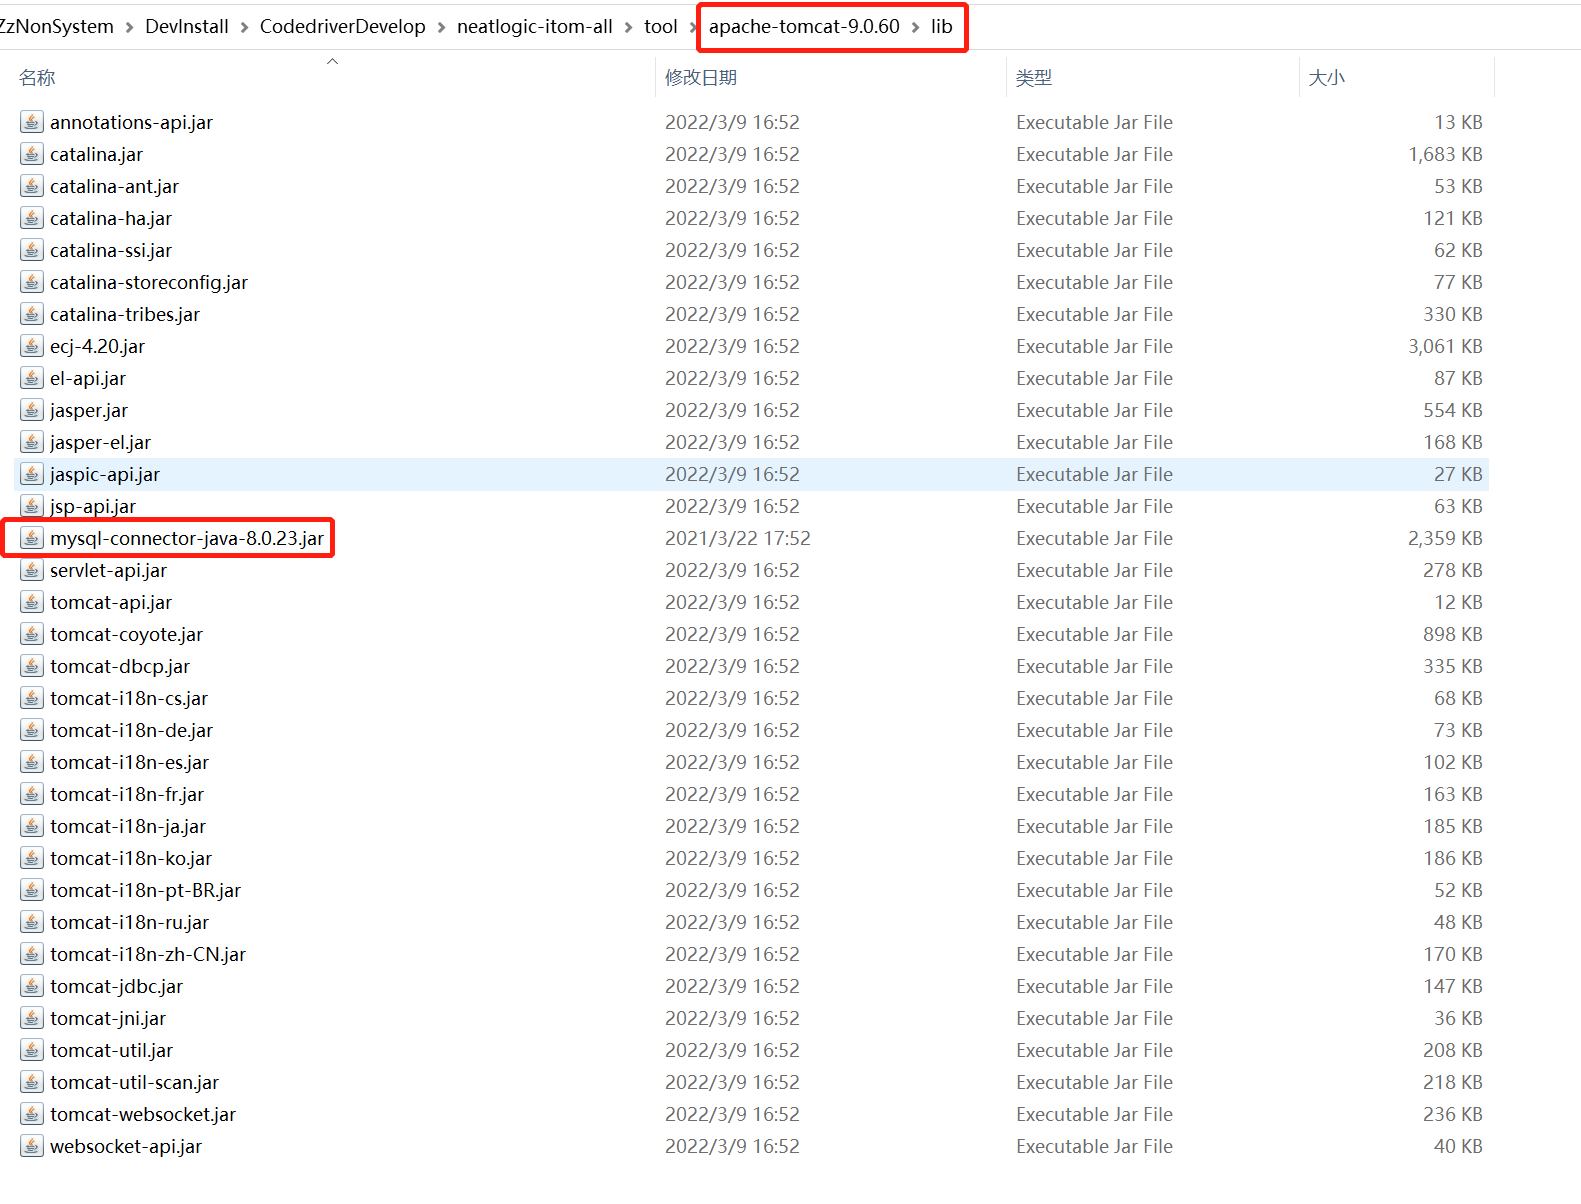 ZzNonSystem > DevInstall > CodedriverDevelop > neatlogic-itom-all > tool > apache-tomcat-9.0.60 > lib
名称 修改日期 类型 大小
annotations-api.jar 2022/3/9 16:52 Executable Jar File 13 KB
catalina.jar 2022/3/9 16:52 Executable Jar File 1,683 KB
catalina-ant.jar 2022/3/9 16:52 Executable Jar File 53 KB
catalina-ha.jar 2022/3/9 16:52 Executable Jar File 121 KB
catalina-ssi.jar 2022/3/9 16:52 Executable Jar File 62 KB
catalina-storeconfig.jar 2022/3/9 16:52 Executable Jar File 77 KB
catalina-tribes.jar 2022/3/9 16:52 Executable Jar File 330 KB
ecj-4.20.jar 2022/3/9 16:52 Executable Jar File 3,061 KB
el-api.jar 2022/3/9 16:52 Executable Jar File 87 KB
jasper.jar 2022/3/9 16:52 Executable Jar File 554 KB
jasper-el.jar 2022/3/9 16:52 Executable Jar File 168 KB
jaspic-api.jar 2022/3/9 16:52 Executable Jar File 27 KB
jsp-api.jar 2022/3/9 16:52 Executable Jar File 63 KB
mysql-connector-java-8.0.23.jar 2021/3/22 17:52 Executable Jar File 2,359 KB
servlet-api.jar 2022/3/9 16:52 Executable Jar File 278 KB
tomcat-api.jar 2022/3/9 16:52 Executable Jar File 12 KB
tomcat-coyote.jar 2022/3/9 16:52 Executable Jar File 898 KB
tomcat-dbcp.jar 2022/3/9 16:52 Executable Jar File 335 KB
tomcat-i18n-cs.jar 2022/3/9 16:52 Executable Jar File 68 KB
tomcat-i18n-de.jar 2022/3/9 16:52 Executable Jar File 73 KB
tomcat-i18n-es.jar 2022/3/9 16:52 Executable Jar File 102 KB
tomcat-i18n-fr.jar 2022/3/9 16:52 Executable Jar File 163 KB
tomcat-i18n-ja.jar 2022/3/9 16:52 Executable Jar File 185 KB
tomcat-i18n-ko.jar 2022/3/9 16:52 Executable Jar File 186 KB
tomcat-i18n-pt-BR.jar 2022/3/9 16:52 Executable Jar File 52 KB
tomcat-i18n-ru.jar 2022/3/9 16:52 Executable Jar File 48 KB
tomcat-i18n-zh-CN.jar 2022/3/9 16:52 Executable Jar File 170 KB
tomcat-jdbc.jar 2022/3/9 16:52 Executable Jar File 147 KB
tomcat-jni.jar 2022/3/9 16:52 Executable Jar File 36 KB
tomcat-util.jar 2022/3/9 16:52 Executable Jar File 208 KB
tomcat-util-scan.jar 2022/3/9 16:52 Executable Jar File 218 KB
tomcat-websocket.jar 2022/3/9 16:52 Executable Jar File 236 KB
websocket-api.jar 2022/3/9 16:52 Executable Jar File 40 KB